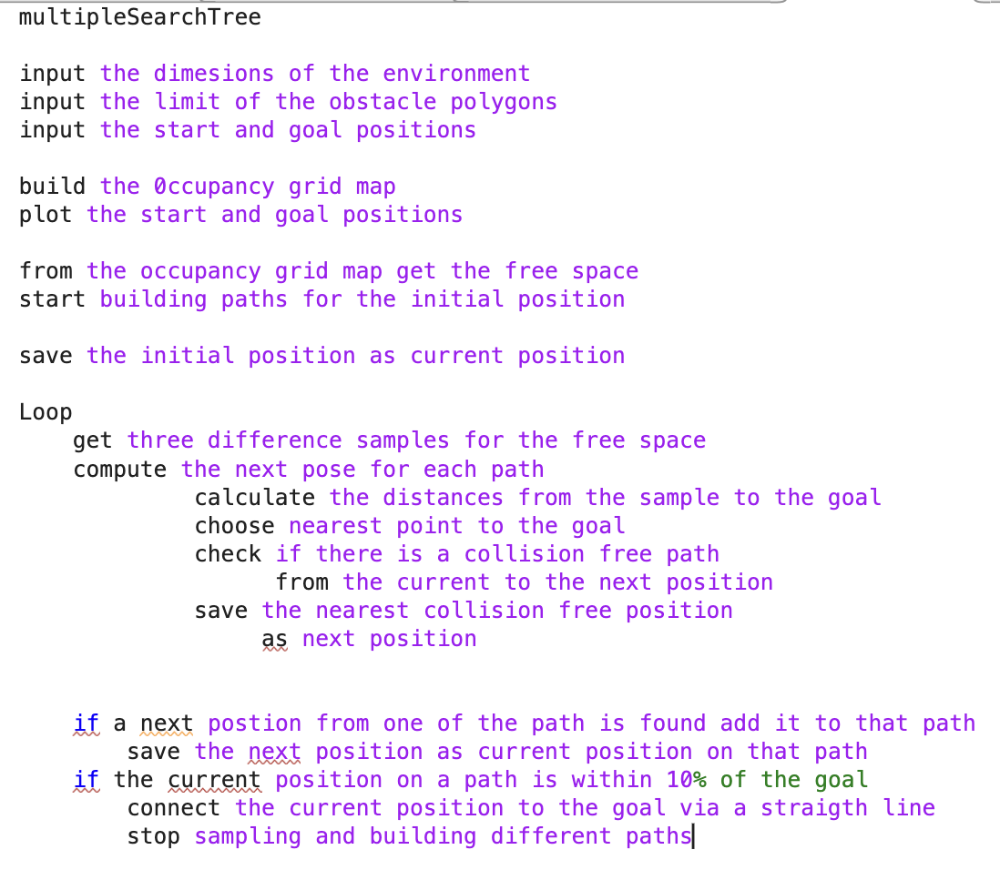 multipleSearchTree
input the dimesions of the environment
input the limit of the obstacle polygons
input the start and goal positions
build the 0ccupancy grid map
plot the start and goal positions
from the occupancy grid map get the free space
start building paths for the initial position
save the initial position as current position
Loop
get three difference samples for the free space
compute the next pose for each path
calculate the distances from the sample to the goal
choose nearest point to the goal
check if there is a collision free path
from the current to the next position
save the nearest collision free position
as next position
if a next postion from one of the path is found add it to that path
save the next position as current position on that path
if the current position on a path is within 10% of the goal
connect the current position to the goal via a straigth line
stop sampling and building different paths